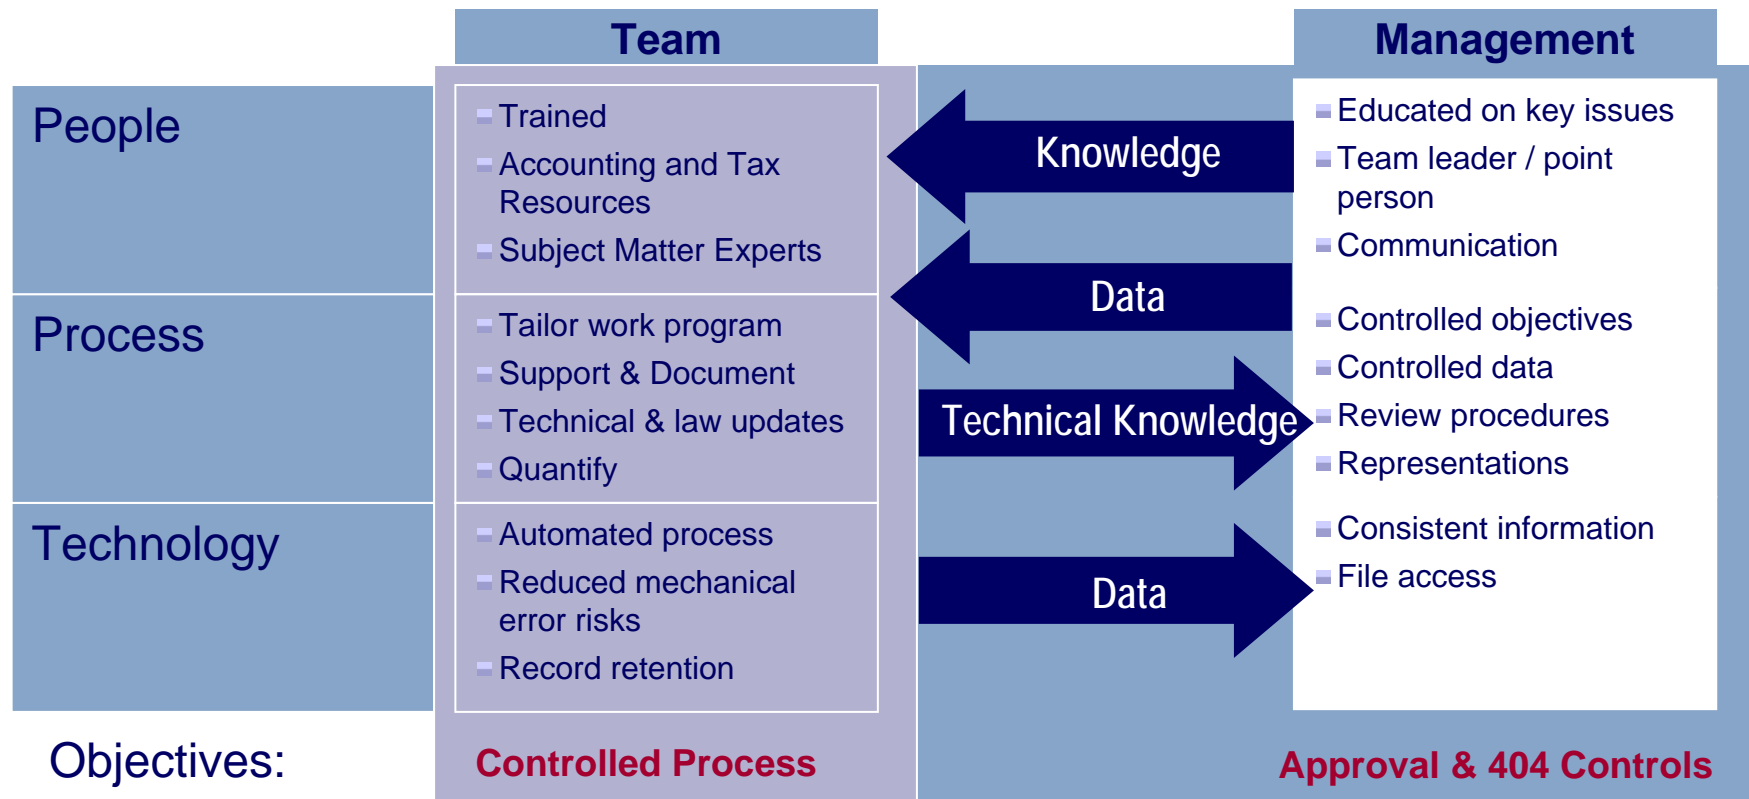 Team
Management
People
Trained
Accounting and Tax
Resources
Subject Matter Experts
Knowledge
Data
Educated on key issues
Team leader / point
person
Communication
Process
Tailor work program
Support & Document
Technical & law updates
Quantify
Technical Knowledge
Controlled objectives
Controlled data
Review procedures
Representations
Technology
Automated process
Reduced mechanical
error risks
Record retention
Data
Consistent information
File access
Objectives:
Controlled Process
Approval & 404 Controls